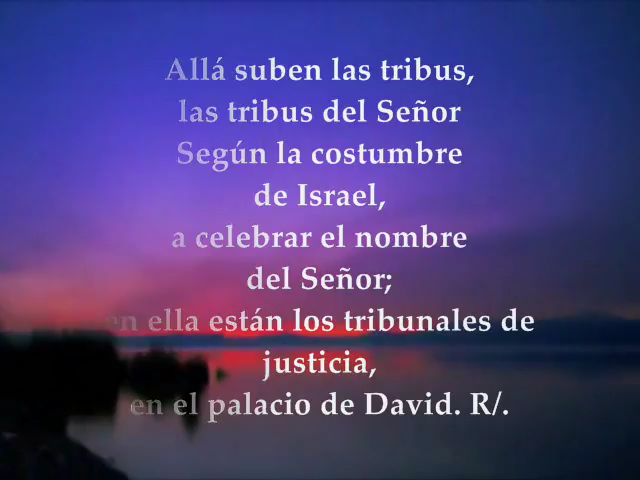 Allá suben las tribus,
las tribus del Señor
Según la costumbre
de Israel,
a celebrar el nombre
del Señor;
en ella están los tribunales de
justicia,
en el palacio de David. R/.